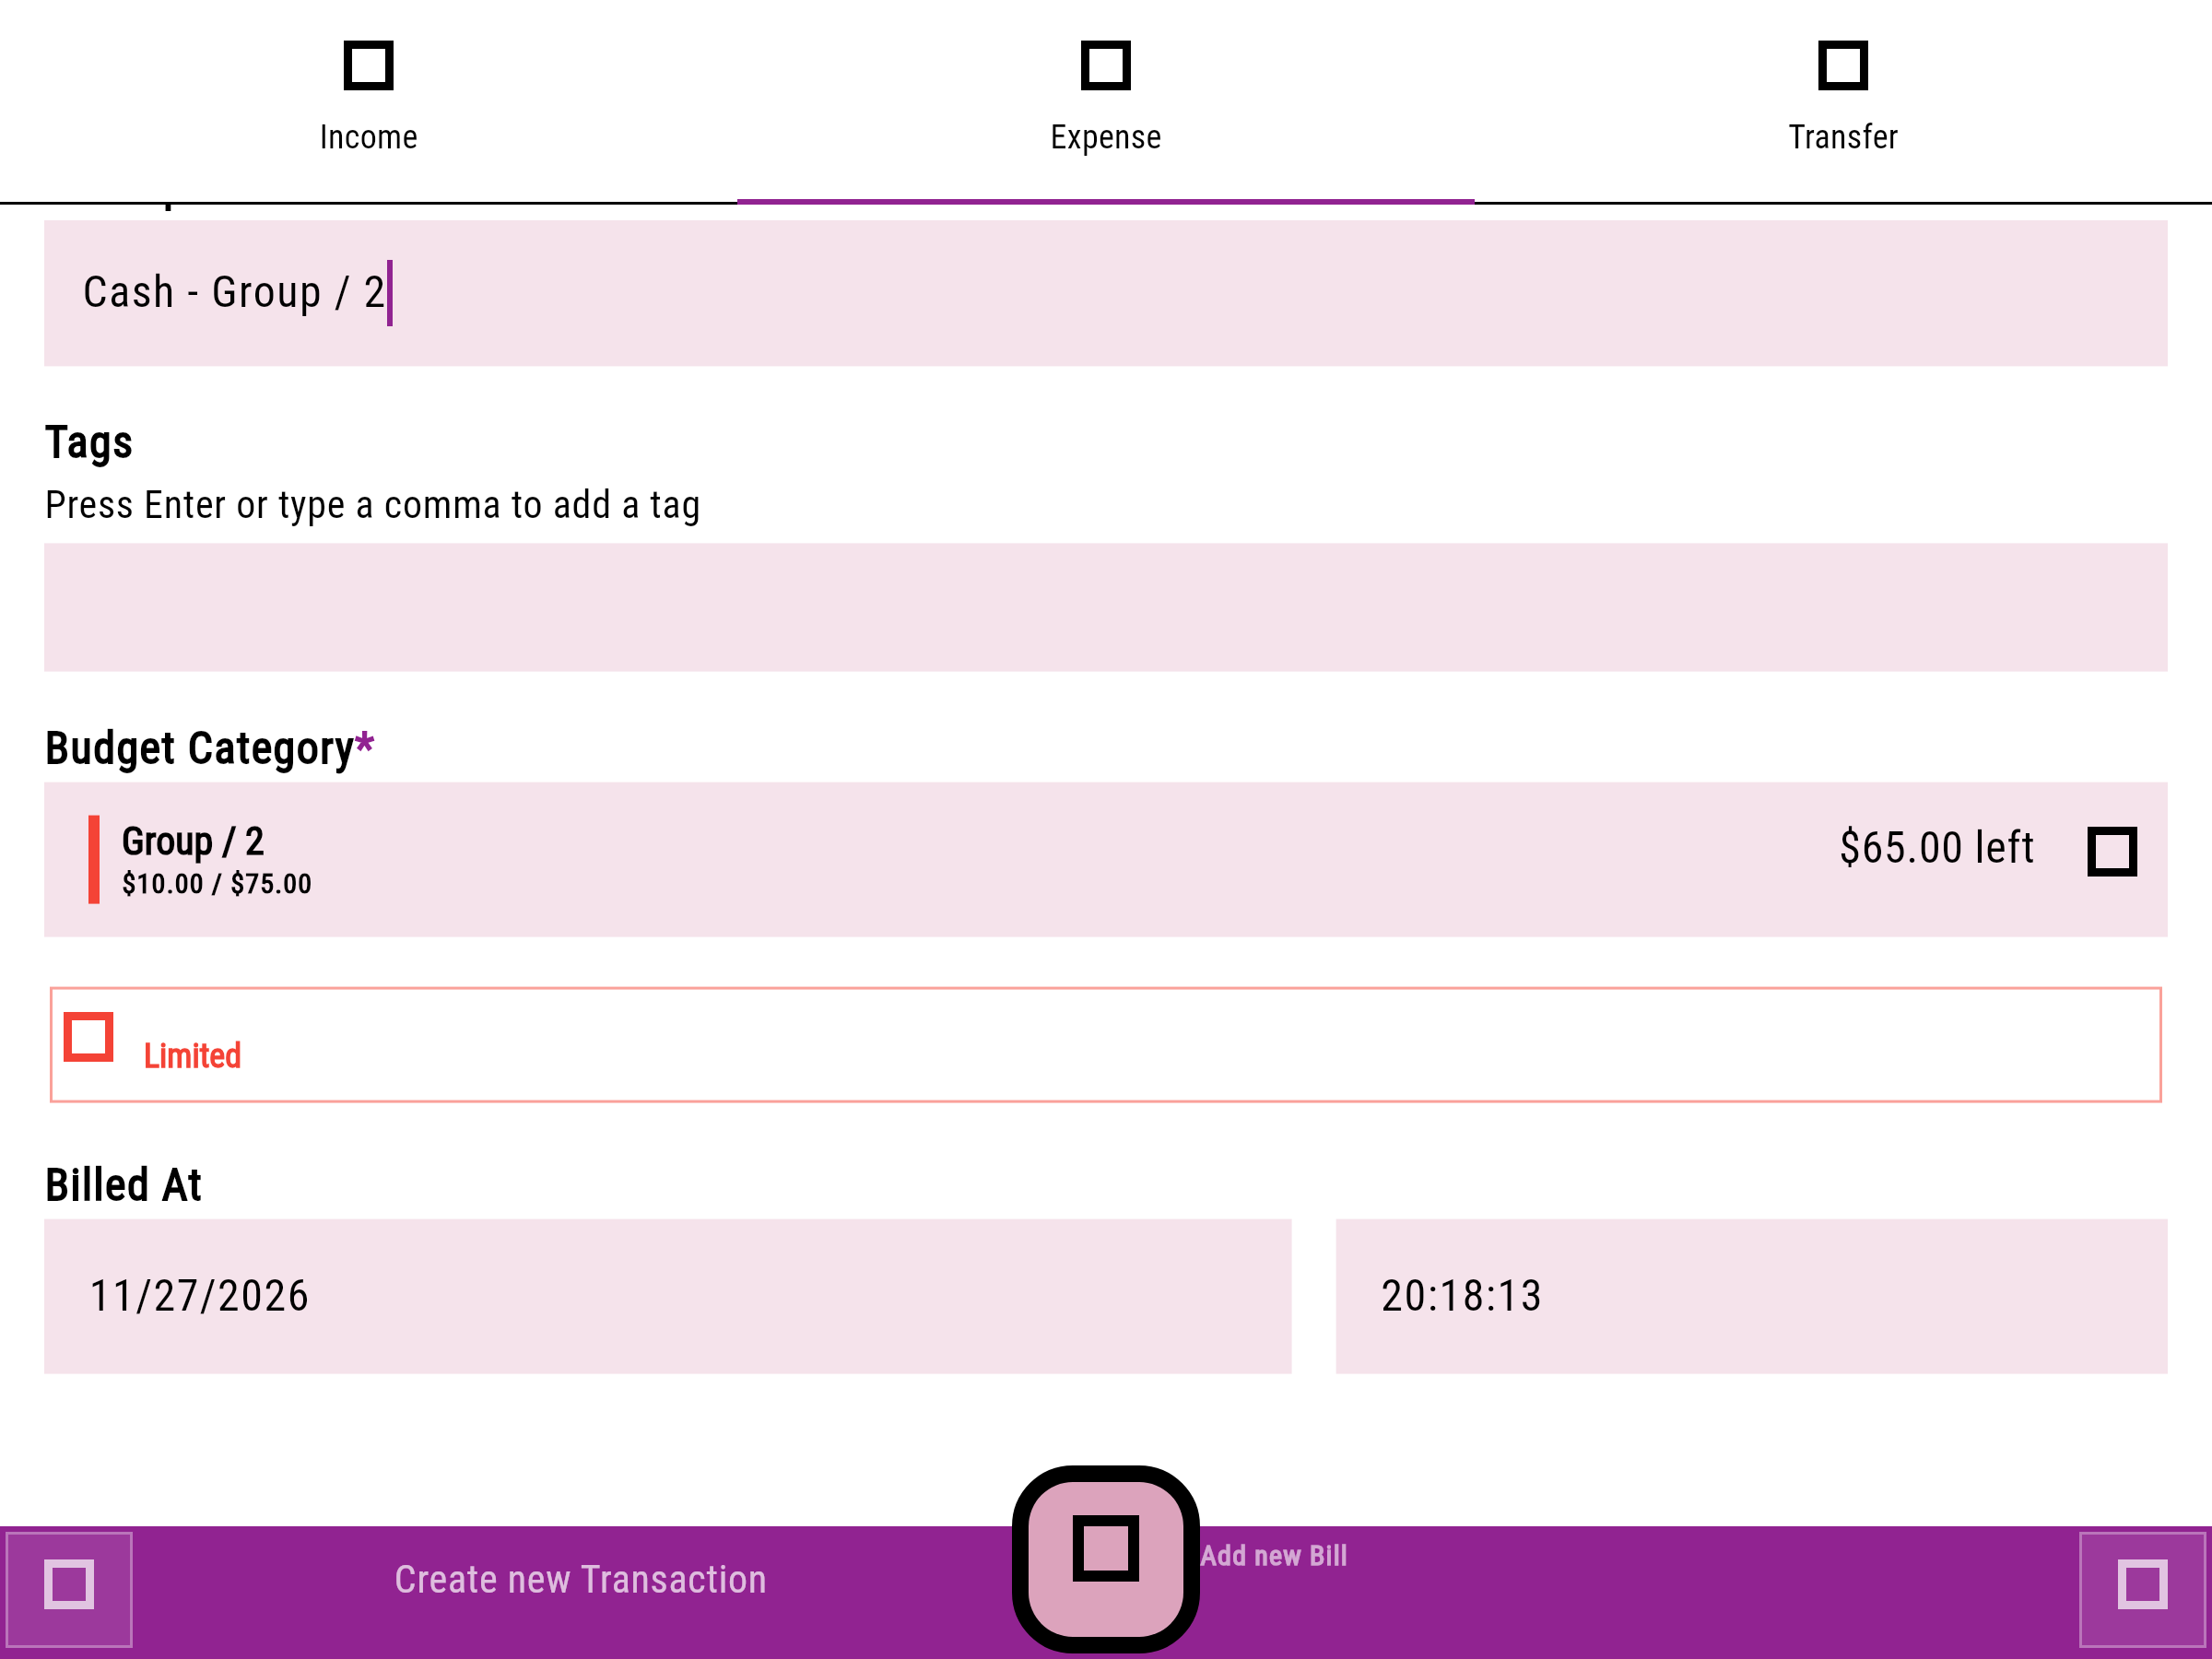 Income
Expense
Transfer
Cash - Group / 2
Tags
Press Enter or type a comma to add a tag
Budget Category*
Group / 2
$10.00 / $75.00
$65.00 left
Limited
Billed At
11/27/2026
20:18:13
Create new Transaction
Add new Bill